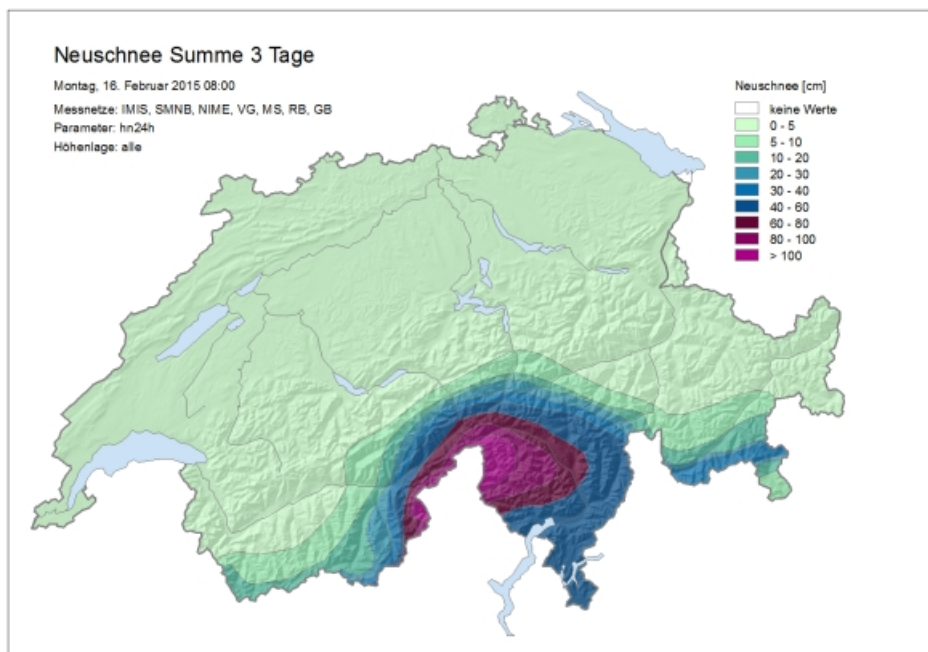 Neuschnee Summe 3 Tage
Montag, 16. Februar 2015 08:00
Messnetze: IMIS, SMNB, NIME, VG, MS, RB, GB
Parameter: hn24h
Höhenlage: alle
Neuschnee [cm]
keine Werte
0 - 5
5 - 10
10 - 20
20 - 30
30 - 40
40 - 60
60 - 80
80 - 100
> 100